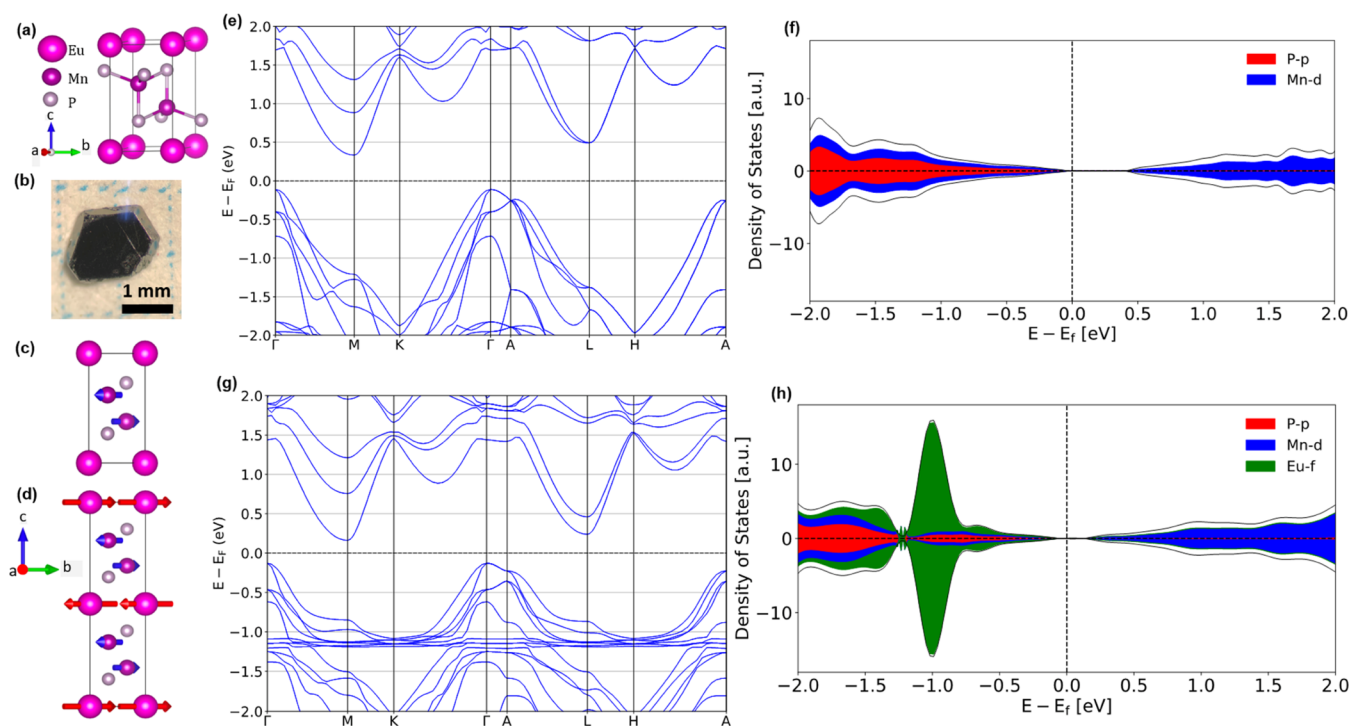 (a)
Eu
Mn
P
c
a
b
(b)
1 mm
(c)
(d)
c
a
b
(e)
E − E_F (eV)
2.0
1.5
1.0
0.5
0.0
−0.5
−1.0
−1.5
−2.0
Γ M K Γ A L H A
(f)
Density of States [a.u.]
10
0
−10
P-p
Mn-d
−2.0 −1.5 −1.0 −0.5 0.0 0.5 1.0 1.5 2.0
E − E_f [eV]
(g)
E − E_F (eV)
2.0
1.5
1.0
0.5
0.0
−0.5
−1.0
−1.5
−2.0
Γ M K Γ A L H A
(h)
Density of States [a.u.]
10
0
−10
P-p
Mn-d
Eu-f
−2.0 −1.5 −1.0 −0.5 0.0 0.5 1.0 1.5 2.0
E − E_f [eV]